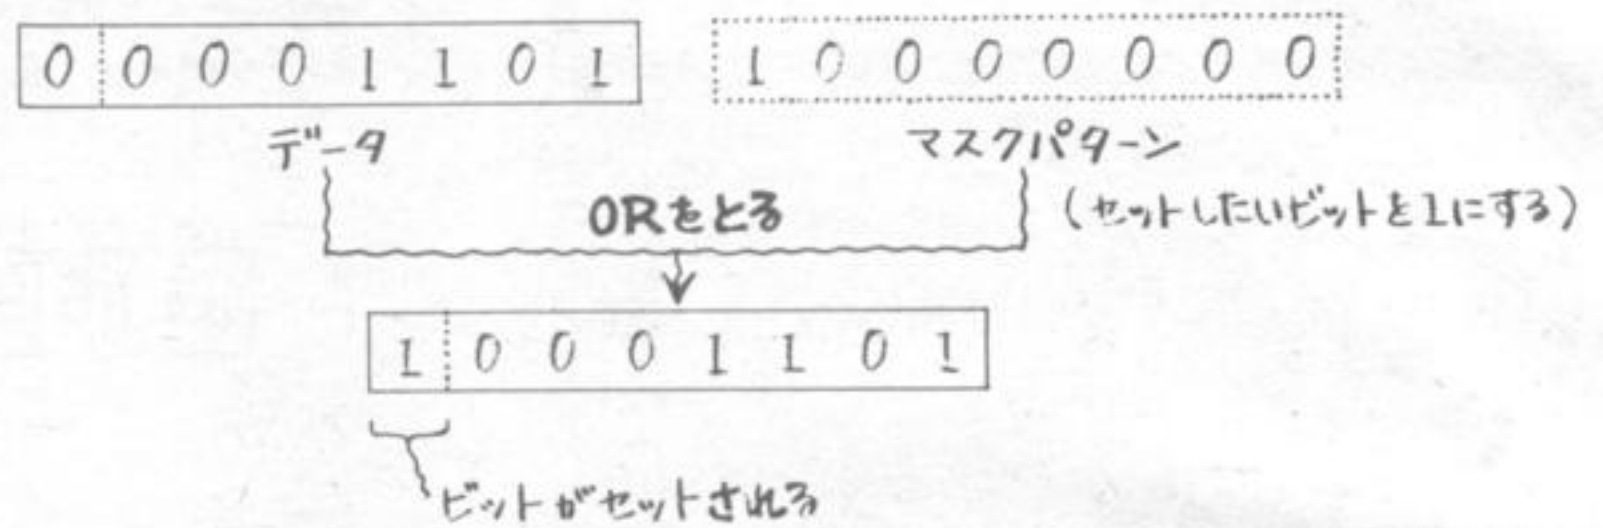 0 0 0 0 1 1 0 1
1 0 0 0 0 0 0 0
データ
マスクパターン
(セットしたいビットを1にする)
ORをとる
1 0 0 0 1 1 0 1
ビットがセットされる